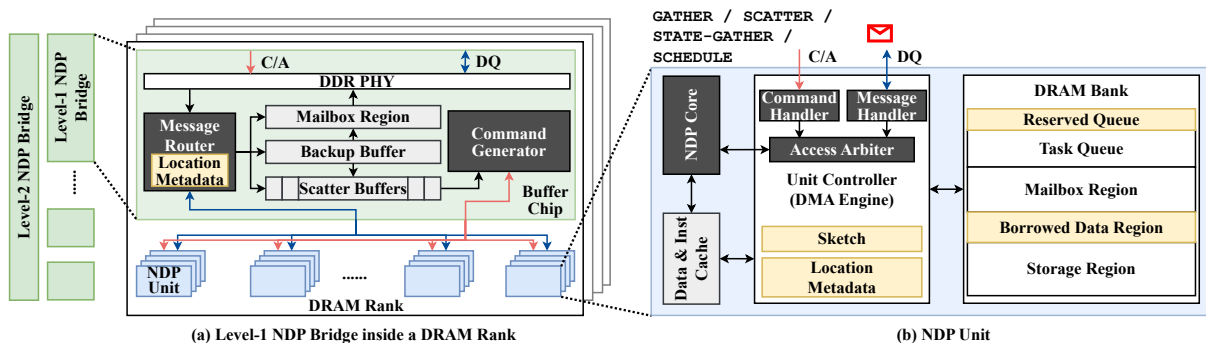 Level-2 NDP Bridge
Level-1 NDP
Bridge
C/A
DQ
DDR PHY
Message
Router
Location
Metadata
Mailbox Region
Backup Buffer
Scatter Buffers
Command
Generator
Buffer
Chip
NDP
Unit
......
DRAM Rank
(a) Level-1 NDP Bridge inside a DRAM Rank
GATHER / SCATTER /
STATE-GATHER /
SCHEDULE
C/A
DQ
NDP Core
Data & Inst
Cache
Command
Handler
Message
Handler
Access Arbiter
Unit Controller
(DMA Engine)
Sketch
Location
Metadata
DRAM Bank
Reserved Queue
Task Queue
Mailbox Region
Borrowed Data Region
Storage Region
(b) NDP Unit